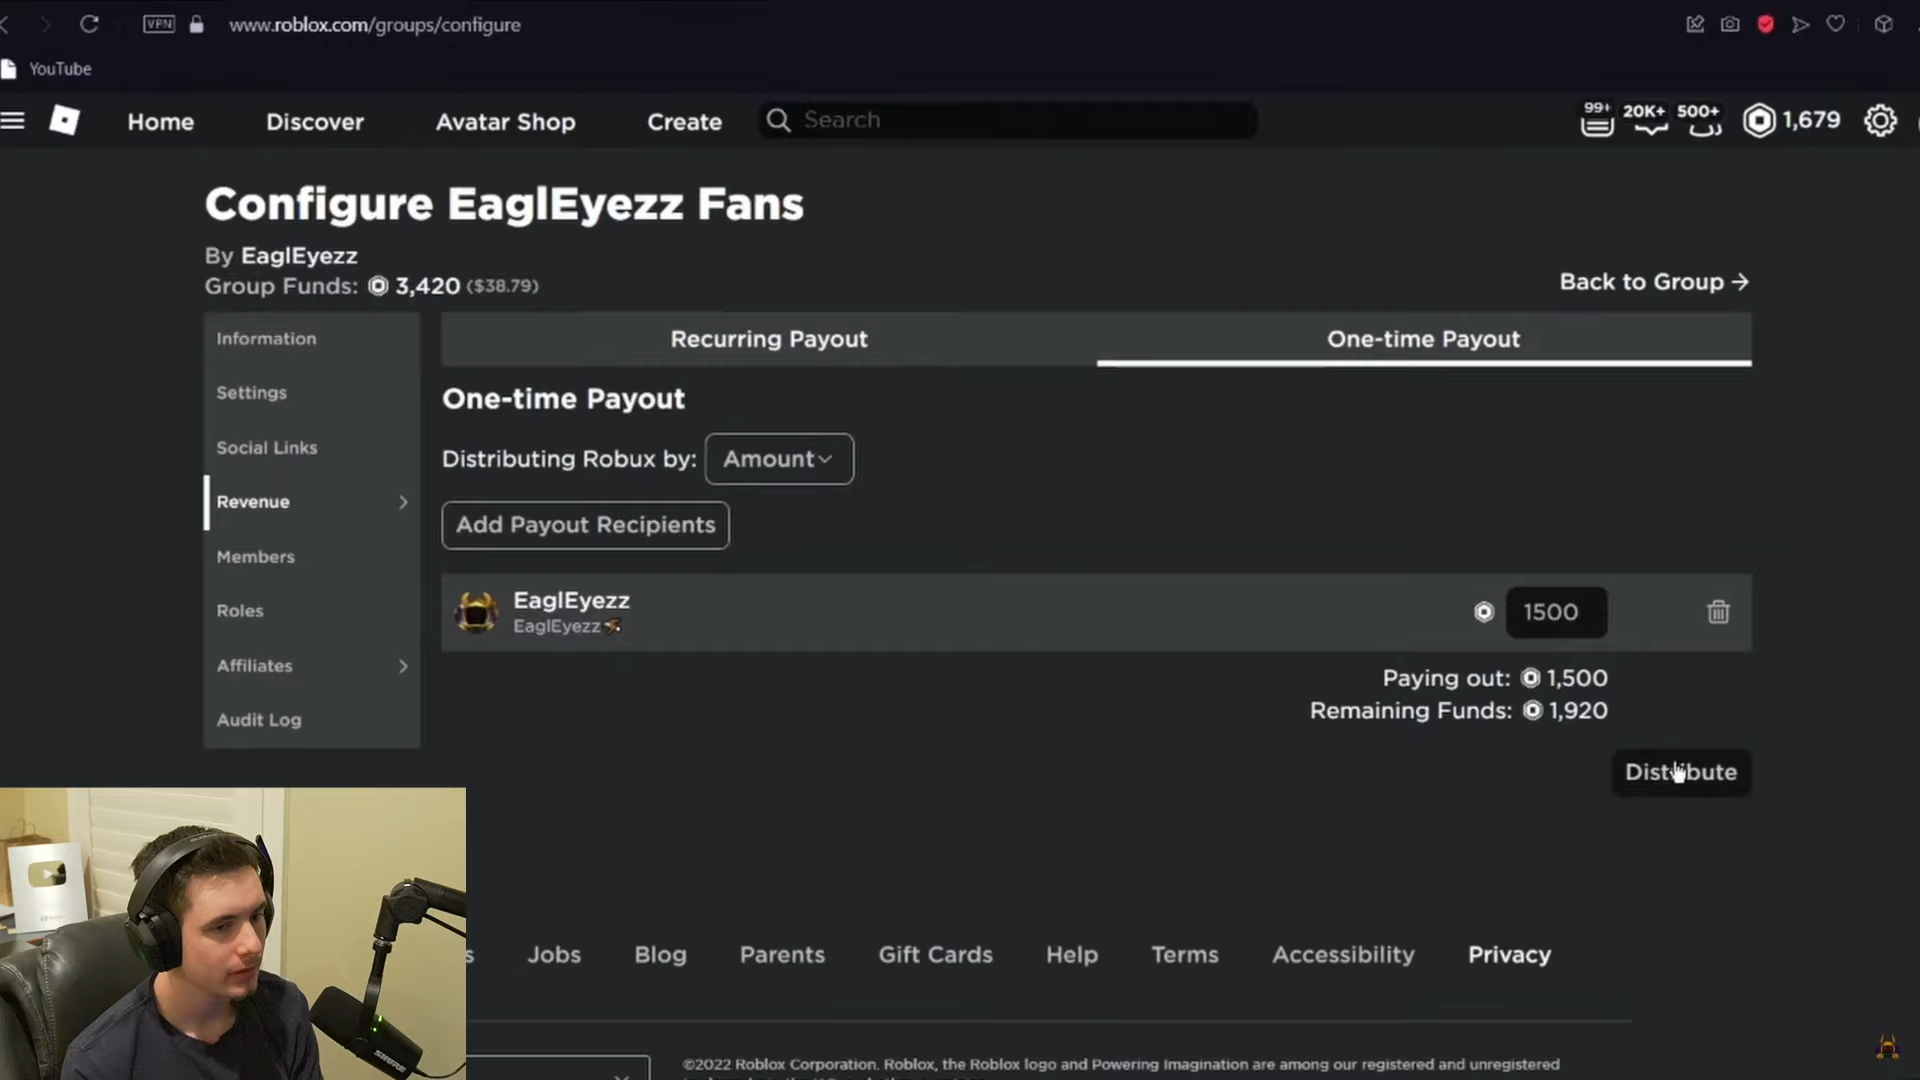 VPN
www.roblox.com/groups/configure
YouTube
Home
Discover
Avatar Shop
Create
Search
99+
20K+
500+
1,679
Configure EaglEyezz Fans
By EaglEyezz
Group Funds: 3,420 ($38.79)
Back to Group →
Information
Settings
Social Links
Revenue
Members
Roles
Affiliates
Audit Log
Recurring Payout
One-time Payout
One-time Payout
Distributing Robux by: Amount
Add Payout Recipients
EaglEyezz
EaglEyezz
1500
Paying out: 1,500
Remaining Funds: 1,920
Distribute
s
Jobs
Blog
Parents
Gift Cards
Help
Terms
Accessibility
Privacy
SHURE
©2022 Roblox Corporation. Roblox, the Roblox logo and Powering Imagination are among our registered and unregistered